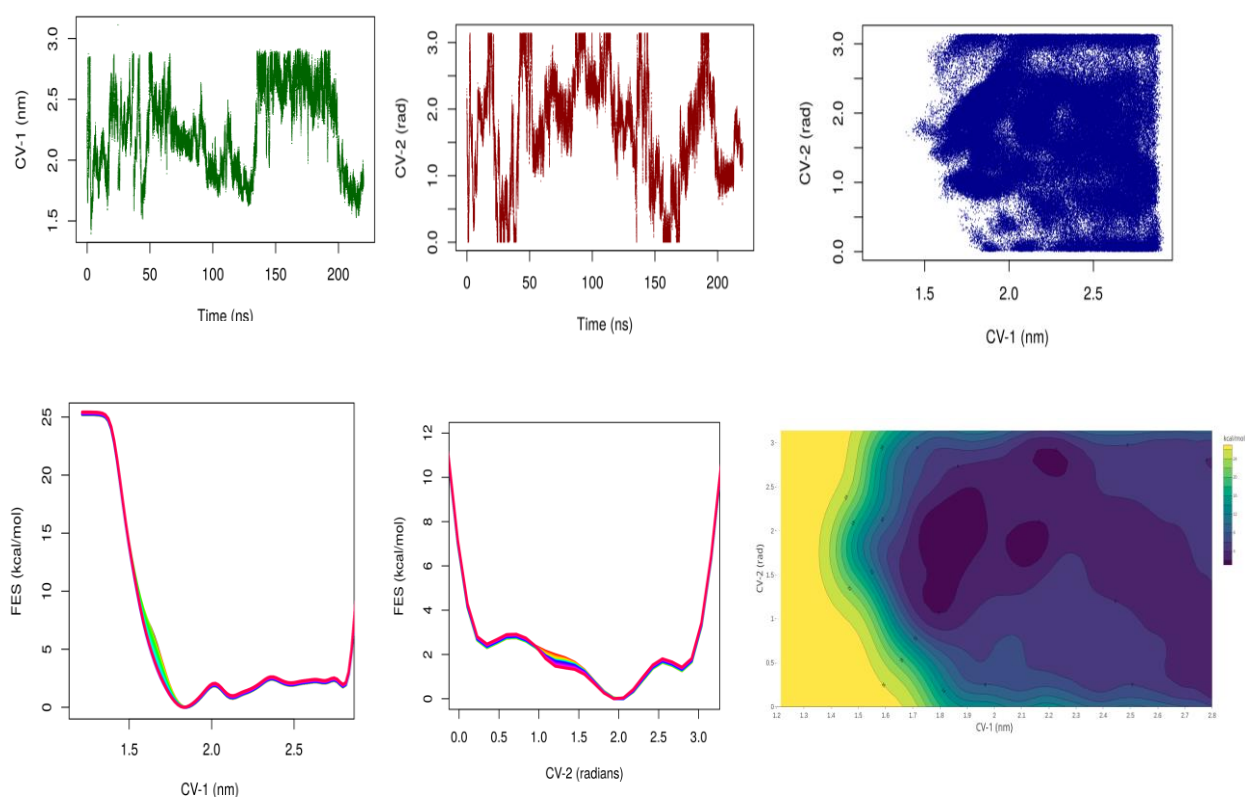 CV-1 (nm)
3.0
2.5
2.0
1.5
0 50 100 150 200
Time (ns)
CV-2 (rad)
3.0
2.0
1.0
0.0
0 50 100 150 200
Time (ns)
CV-2 (rad)
3.0
2.0
1.0
0.0
1.5 2.0 2.5
CV-1 (nm)
FES (kcal/mol)
25
20
15
10
5
0
1.5 2.0 2.5
CV-1 (nm)
FES (kcal/mol)
12
10
8
6
4
2
0
0.0 0.5 1.0 1.5 2.0 2.5 3.0
CV-2 (radians)
CV-2 (rad)
3
2.5
2
1.5
1
0.5
0
1.2 1.3 1.4 1.5 1.6 1.7 1.8 1.9 2 2.1 2.2 2.3 2.4 2.5 2.6 2.7 2.8
CV-1 (nm)
kcal/mol